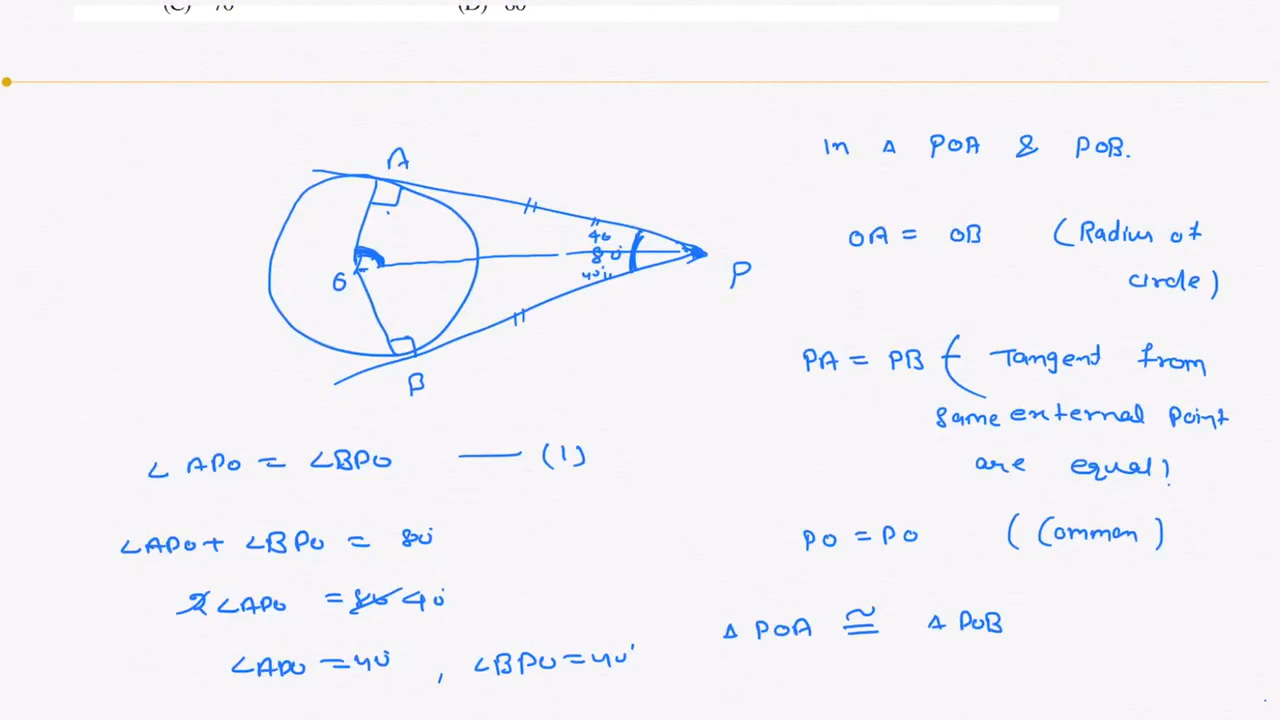 (C) 70 (D) 80
A
In Δ POA & POB.
OA = OB (Radius of
circle)
40
80°
40°
O
P
B
PA = PB ( Tangent from
same external point
are equal)
∠APO = ∠BPO —— (1)
∠APO + ∠BPO = 80°
2∠APO = 80 40°
∠APO = 40° , ∠BPO = 40°
PO = PO (Common)
Δ POA ≅ Δ POB